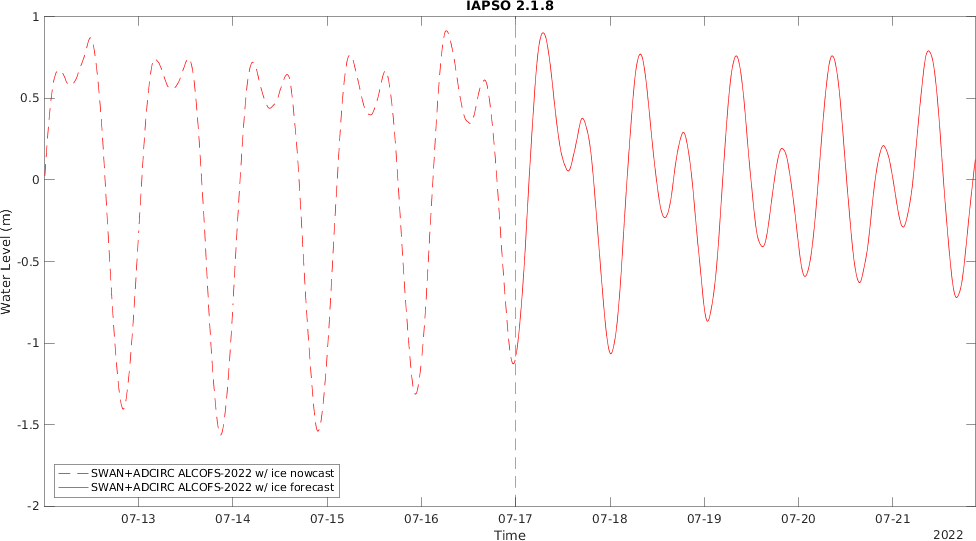 IAPSO 2.1.8
1
0.5
0
-0.5
-1
-1.5
-2
Water Level (m)
SWAN+ADCIRC ALCOFS-2022 w/ ice nowcast
SWAN+ADCIRC ALCOFS-2022 w/ ice forecast
07-13 07-14 07-15 07-16 07-17 07-18 07-19 07-20 07-21
Time
2022